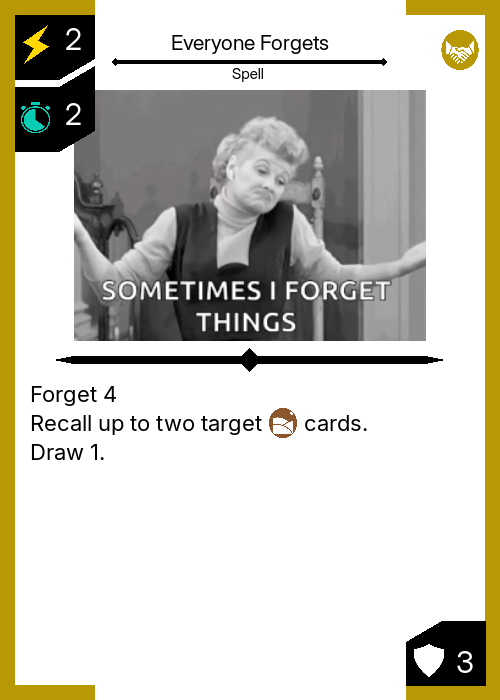 2
Everyone Forgets
Spell
2
SOMETIMES I FORGET
THINGS
Forget 4
Recall up to two target cards.
Draw 1.
3